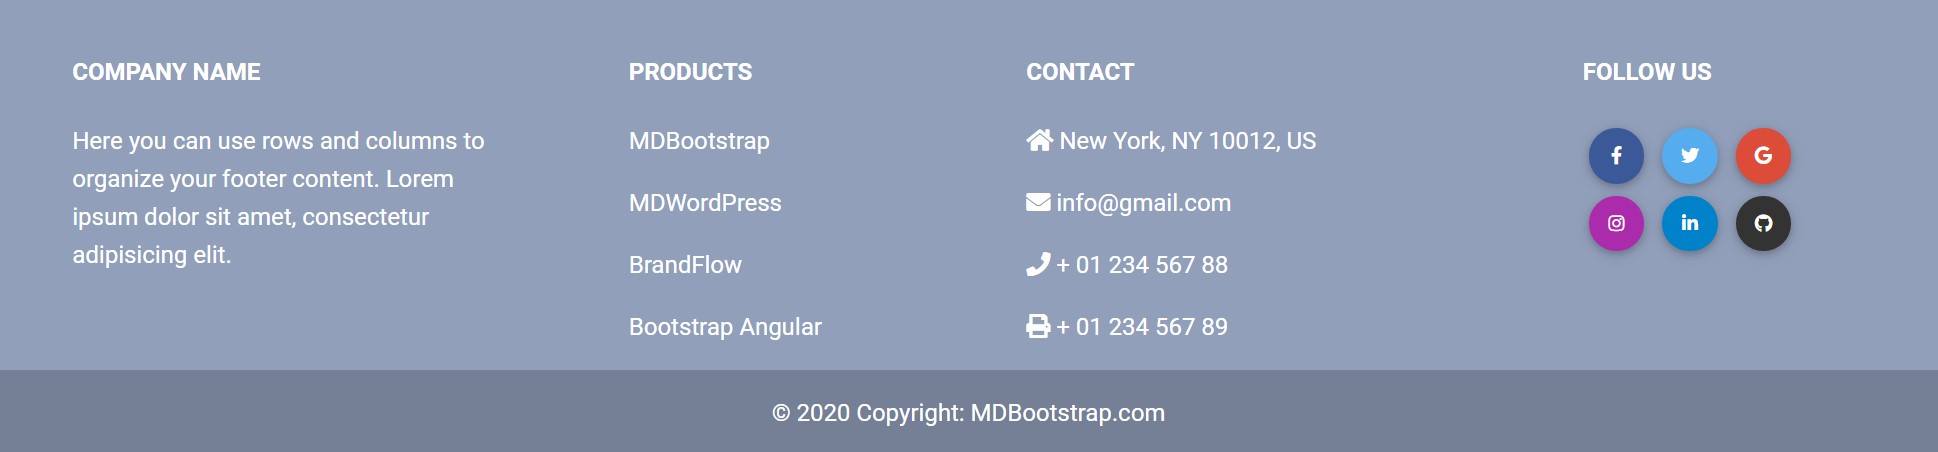 COMPANY NAME
Here you can use rows and columns to
organize your footer content. Lorem
ipsum dolor sit amet, consectetur
adipisicing elit.
PRODUCTS
MDBootstrap
MDWordPress
BrandFlow
Bootstrap Angular
CONTACT
New York, NY 10012, US
info@gmail.com
+ 01 234 567 88
+ 01 234 567 89
FOLLOW US
© 2020 Copyright: MDBootstrap.com